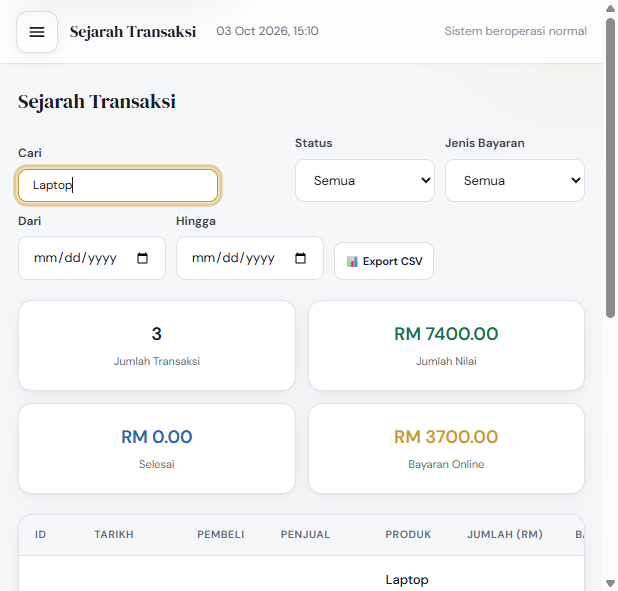 Sejarah Transaksi 03 Oct 2026, 15:10 Sistem beroperasi normal
Sejarah Transaksi
Cari
Laptop
Status
Semua
Jenis Bayaran
Semua
Dari
mm/dd/yyyy
Hingga
mm/dd/yyyy
Export CSV
3
Jumlah Transaksi
RM 7400.00
Jumlah Nilai
RM 0.00
Selesai
RM 3700.00
Bayaran Online
ID TARIKH PEMBELI PENJUAL PRODUK JUMLAH (RM)
Laptop